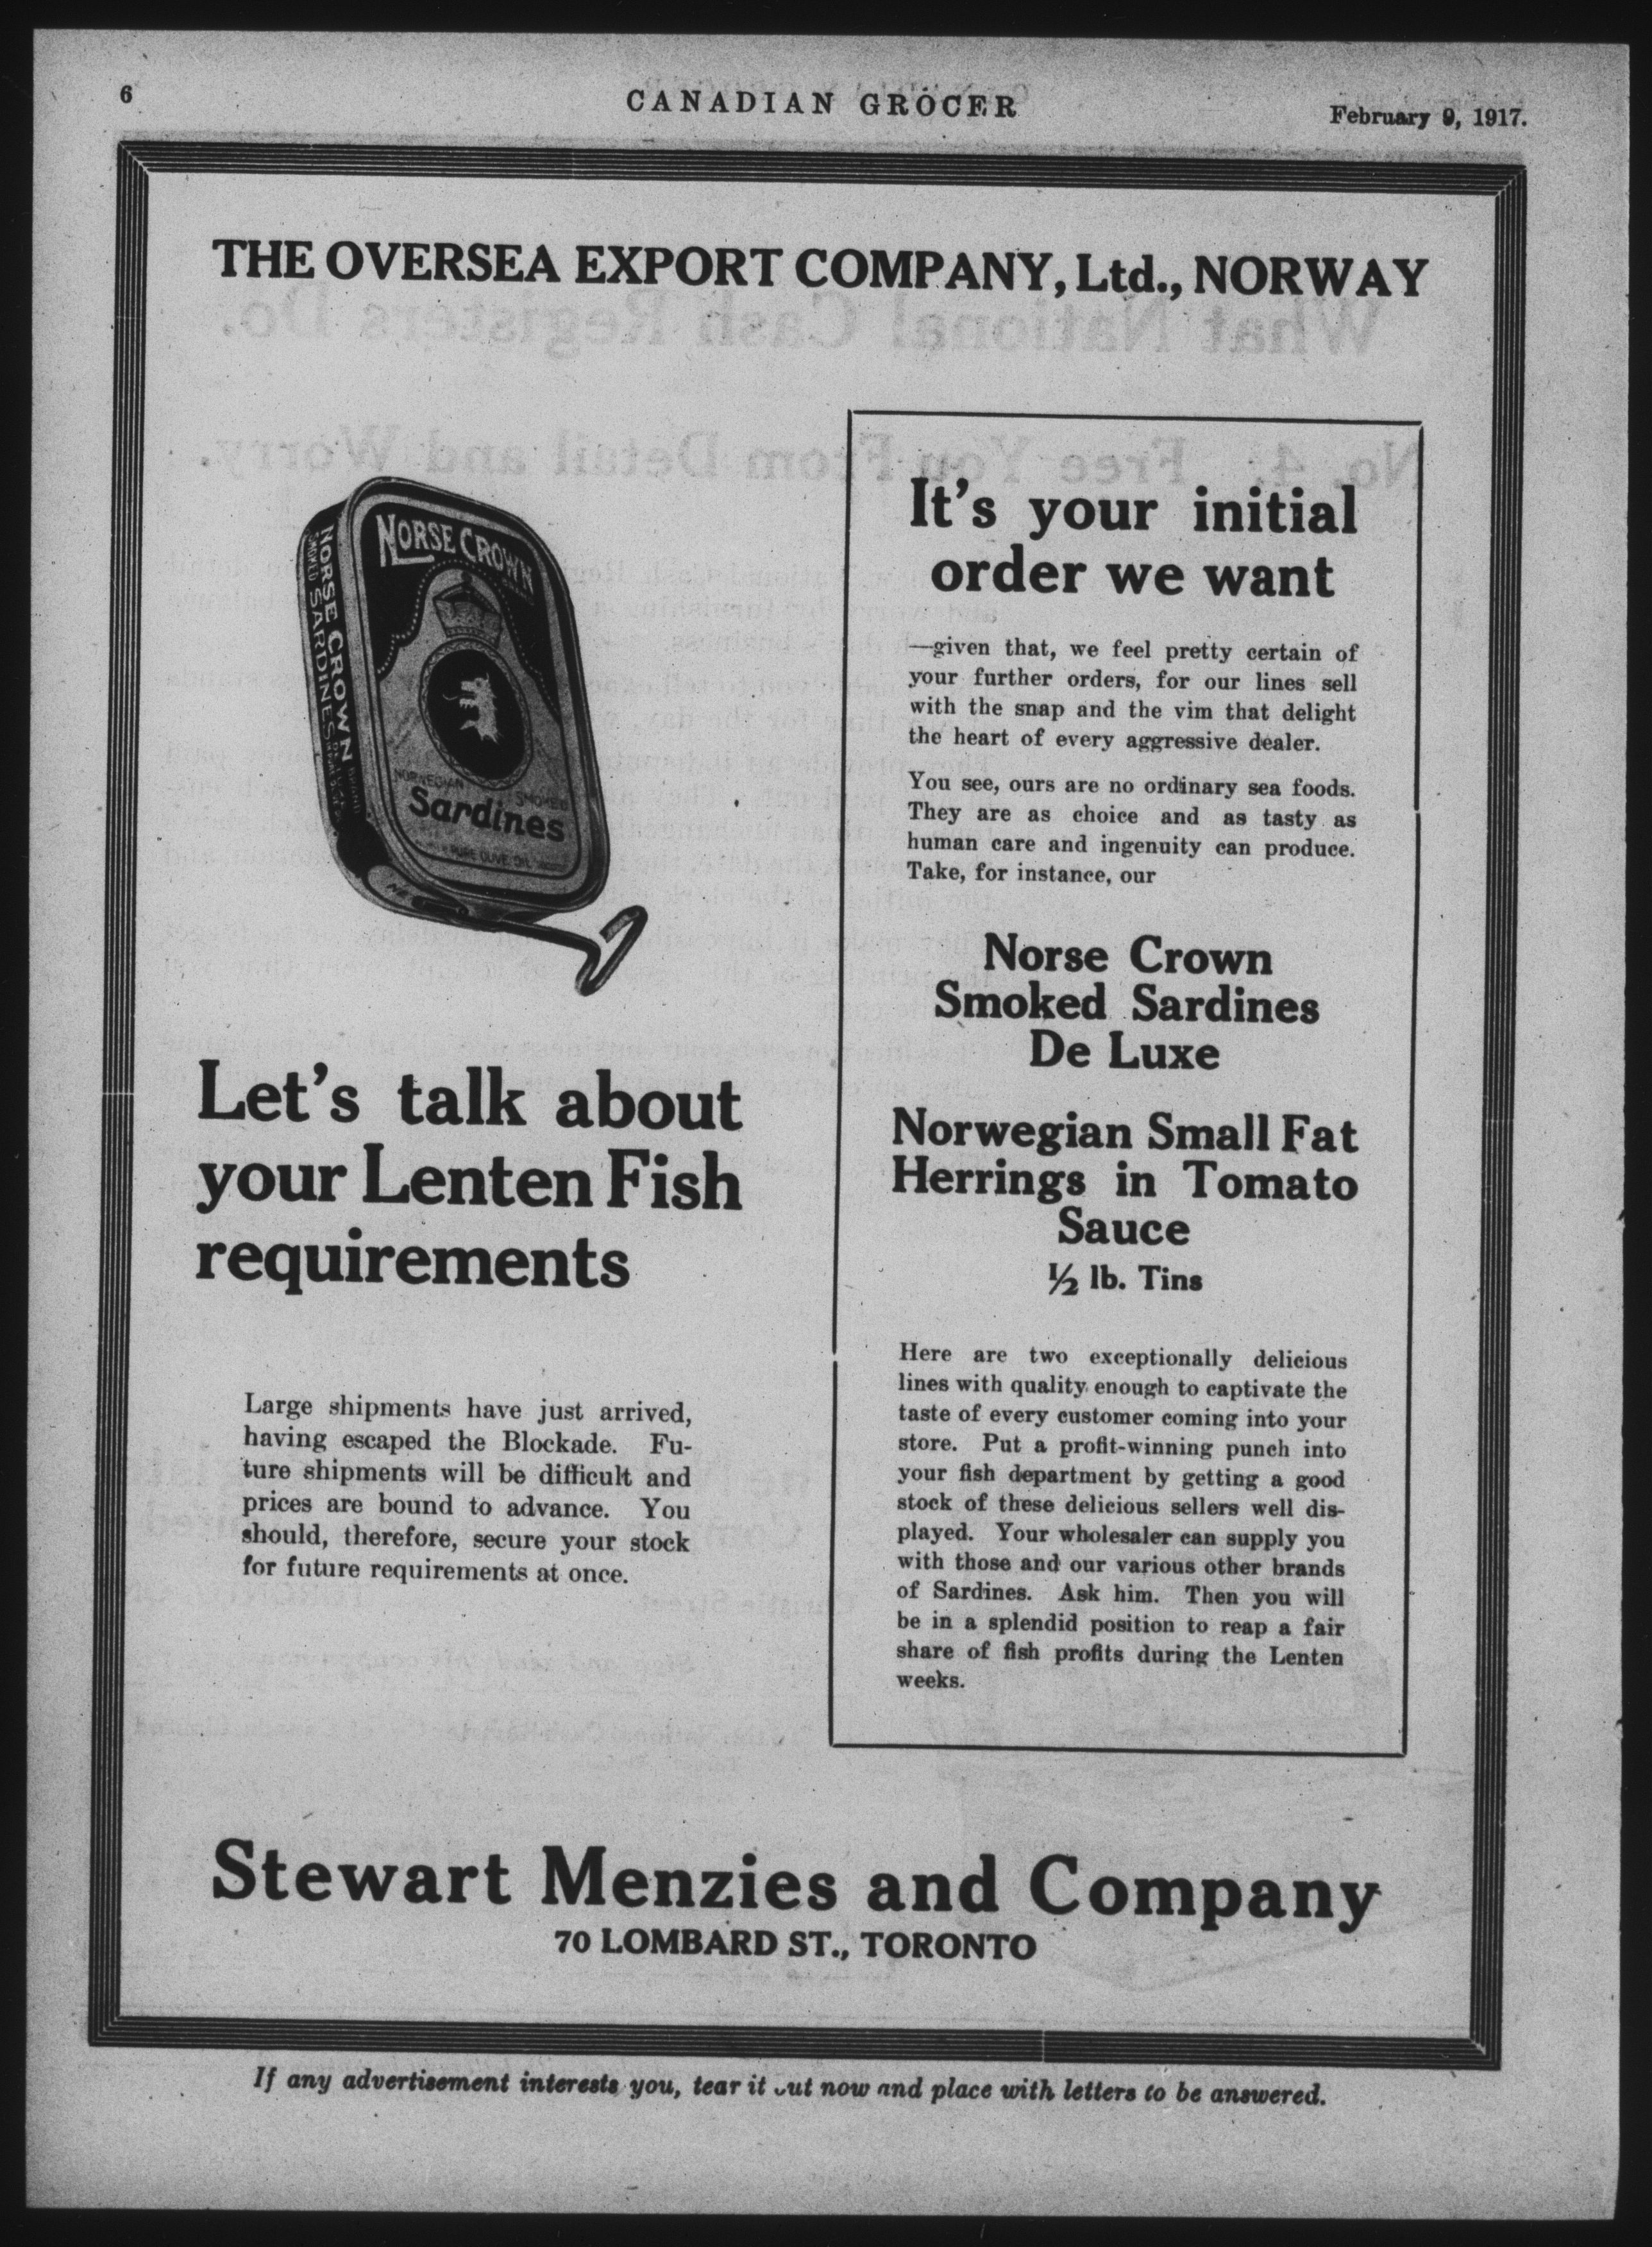 6
CANADIAN GROCER
February 9, 1917.
THE OVERSEA EXPORT COMPANY, Ltd., NORWAY
NORSE CROWN
NORWEGIAN SMOKED
Sardines
PURE OLIVE OIL
NORSE CROWN
SMOKED SARDINES
Let's talk about
your Lenten Fish
requirements
Large shipments have just arrived,
having escaped the Blockade. Fu-
ture shipments will be difficult and
prices are bound to advance. You
should, therefore, secure your stock
for future requirements at once.
It's your initial
order we want
—given that, we feel pretty certain of
your further orders, for our lines sell
with the snap and the vim that delight
the heart of every aggressive dealer.
You see, ours are no ordinary sea foods.
They are as choice and as tasty as
human care and ingenuity can produce.
Take, for instance, our
Norse Crown
Smoked Sardines
De Luxe
Norwegian Small Fat
Herrings in Tomato
Sauce
½ lb. Tins
Here are two exceptionally delicious
lines with quality enough to captivate the
taste of every customer coming into your
store. Put a profit-winning punch into
your fish department by getting a good
stock of these delicious sellers well dis-
played. Your wholesaler can supply you
with those and our various other brands
of Sardines. Ask him. Then you will
be in a splendid position to reap a fair
share of fish profits during the Lenten
weeks.
Stewart Menzies and Company
70 LOMBARD ST., TORONTO
If any advertisement interests you, tear it out now and place with letters to be answered.